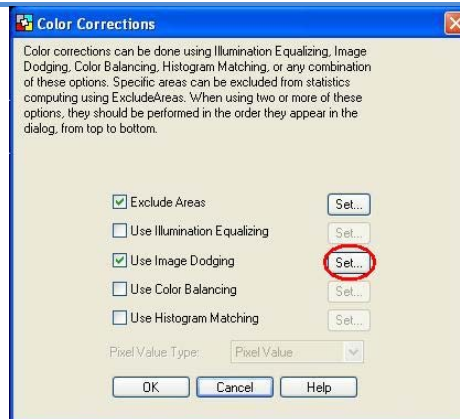 Color Corrections
Color corrections can be done using Illumination Equalizing, Image
Dodging, Color Balancing, Histogram Matching, or any combination
of these options. Specific areas can be excluded from statistics
computing using ExcludeAreas. When using two or more of these
options, they should be performed in the order they appear in the
dialog, from top to bottom.
Exclude Areas Set...
Use Illumination Equalizing Set...
Use Image Dodging Set...
Use Color Balancing Set...
Use Histogram Matching Set...
Pixel Value Type: Pixel Value
OK Cancel Help